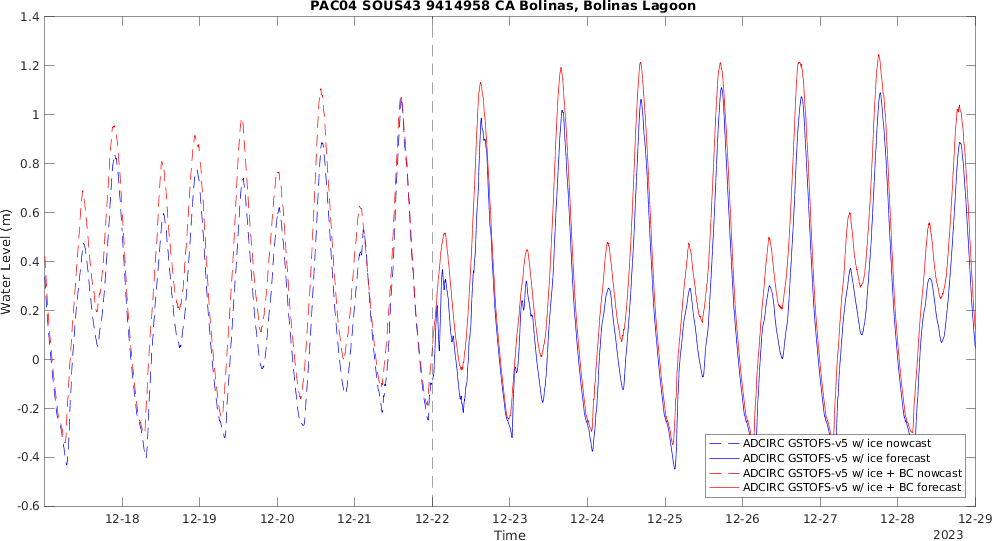 PAC04 SOUS43 9414958 CA Bolinas, Bolinas Lagoon
1.4
1.2
1
0.8
0.6
0.4
0.2
0
-0.2
-0.4
-0.6
Water Level (m)
ADCIRC GSTOFS-v5 w/ ice nowcast
ADCIRC GSTOFS-v5 w/ ice forecast
ADCIRC GSTOFS-v5 w/ ice + BC nowcast
ADCIRC GSTOFS-v5 w/ ice + BC forecast
12-18 12-19 12-20 12-21 12-22 12-23 12-24 12-25 12-26 12-27 12-28 12-29
Time
2023